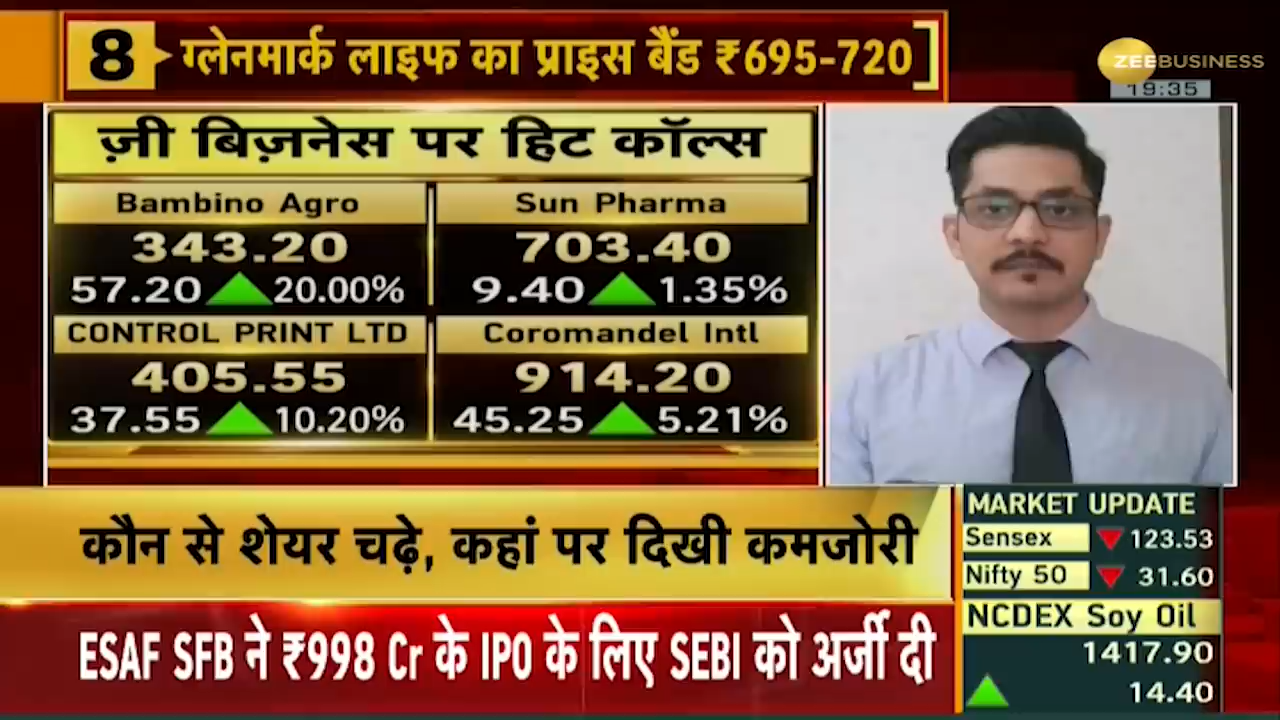 8 ग्लेनमार्क लाइफ का प्राइस बैंड ₹695-720
ZEEBUSINESS
19:35
ज़ी बिज़नेस पर हिट कॉल्स
Bambino Agro
343.20
57.20 20.00%
Sun Pharma
703.40
9.40 1.35%
CONTROL PRINT LTD
405.55
37.55 10.20%
Coromandel Intl
914.20
45.25 5.21%
कौन से शेयर चढ़े, कहां पर दिखी कमजोरी
ESAF SFB ने ₹998 Cr के IPO के लिए SEBI को अर्जी दी
MARKET UPDATE
Sensex 123.53
Nifty 50 31.60
NCDEX Soy Oil
1417.90
14.40